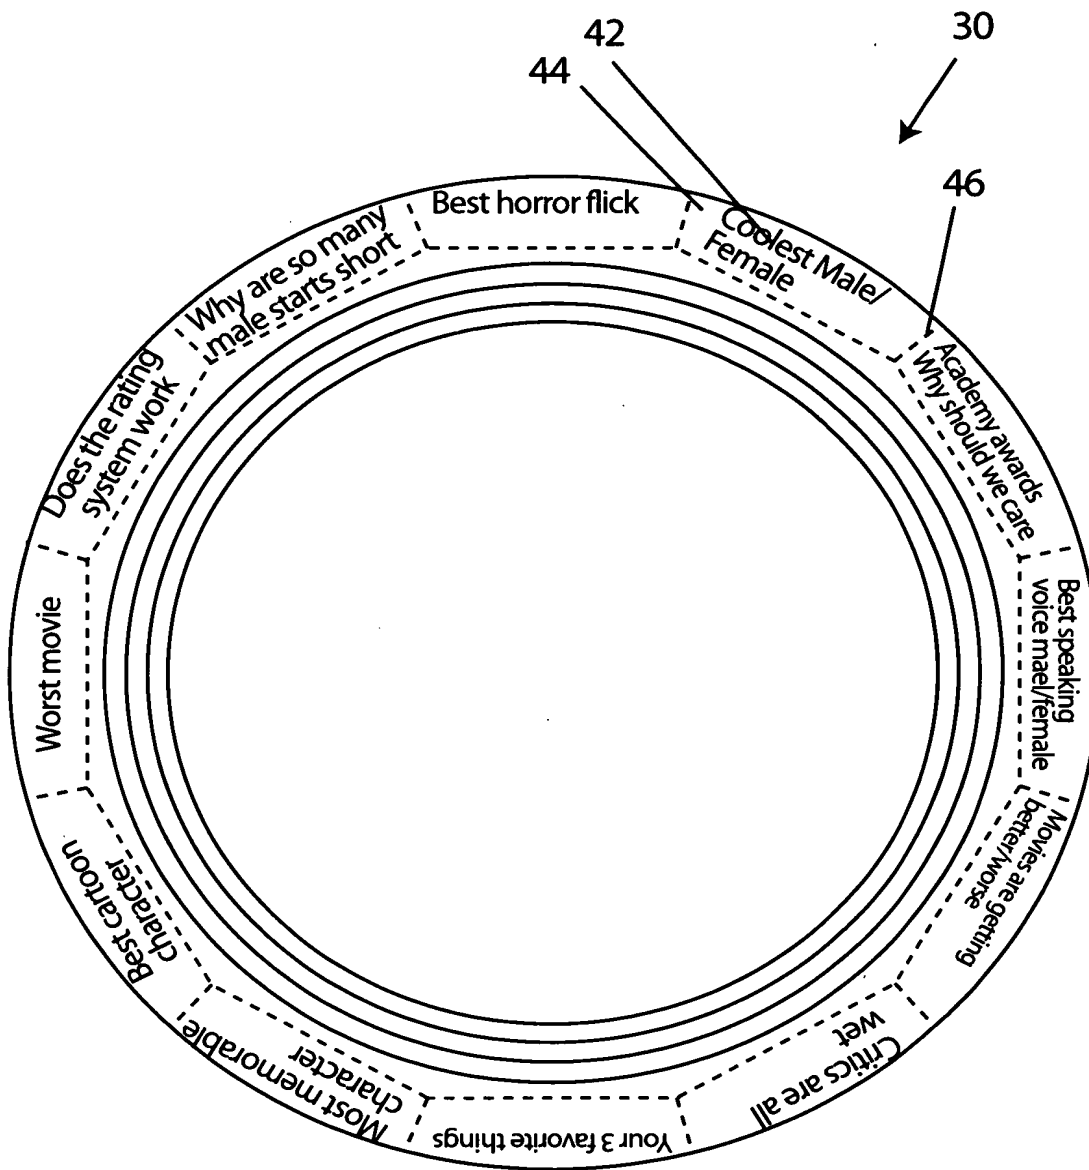 42
30
44
46
Best horror flick
Coolest Male/
Female
Academy awards
Why should we care
Best speaking
voice mael/female
Movies are getting
better/worse
Critics are all
wet
Your 3 favorite things
Most memorable
character
Best cartoon
character
Worst movie
Does the rating
system work
Why are so many
male starts short